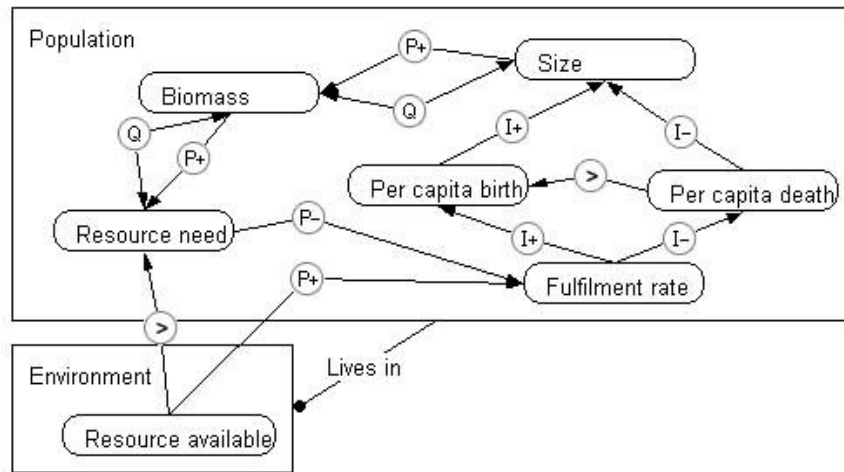 Population
P+
Size
Biomass
Q
Q
P+
I+
I−
Per capita birth
>
Per capita death
Resource need
P−
I+
I−
P+
Fulfilment rate
>
Environment
Lives in
Resource available